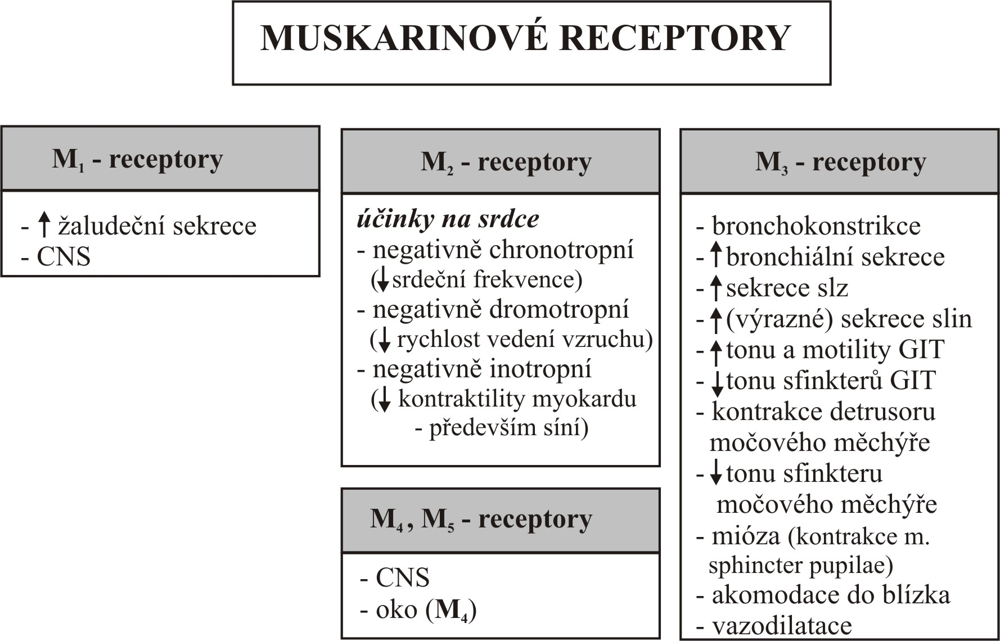 MUSKARINOVÉ RECEPTORY
M₁ - receptory
- ↑ žaludeční sekrece
- CNS
M₂ - receptory
účinky na srdce
- negativně chronotropní
(↓ srdeční frekvence)
- negativně dromotropní
(↓ rychlost vedení vzruchu)
- negativně inotropní
(↓ kontraktility myokardu
- především síní)
M₄ , M₅ - receptory
- CNS
- oko (M₄)
M₃ - receptory
- bronchokonstrikce
- ↑ bronchiální sekrece
- ↑ sekrece slz
- ↑ (výrazné) sekrece slin
- ↑ tonu a motility GIT
- ↓ tonu sfinkterů GIT
- kontrakce detrusoru
močového měchýře
- ↓ tonu sfinkteru
močového měchýře
- mióza (kontrakce m.
sphincter pupilae)
- akomodace do blízka
- vazodilatace